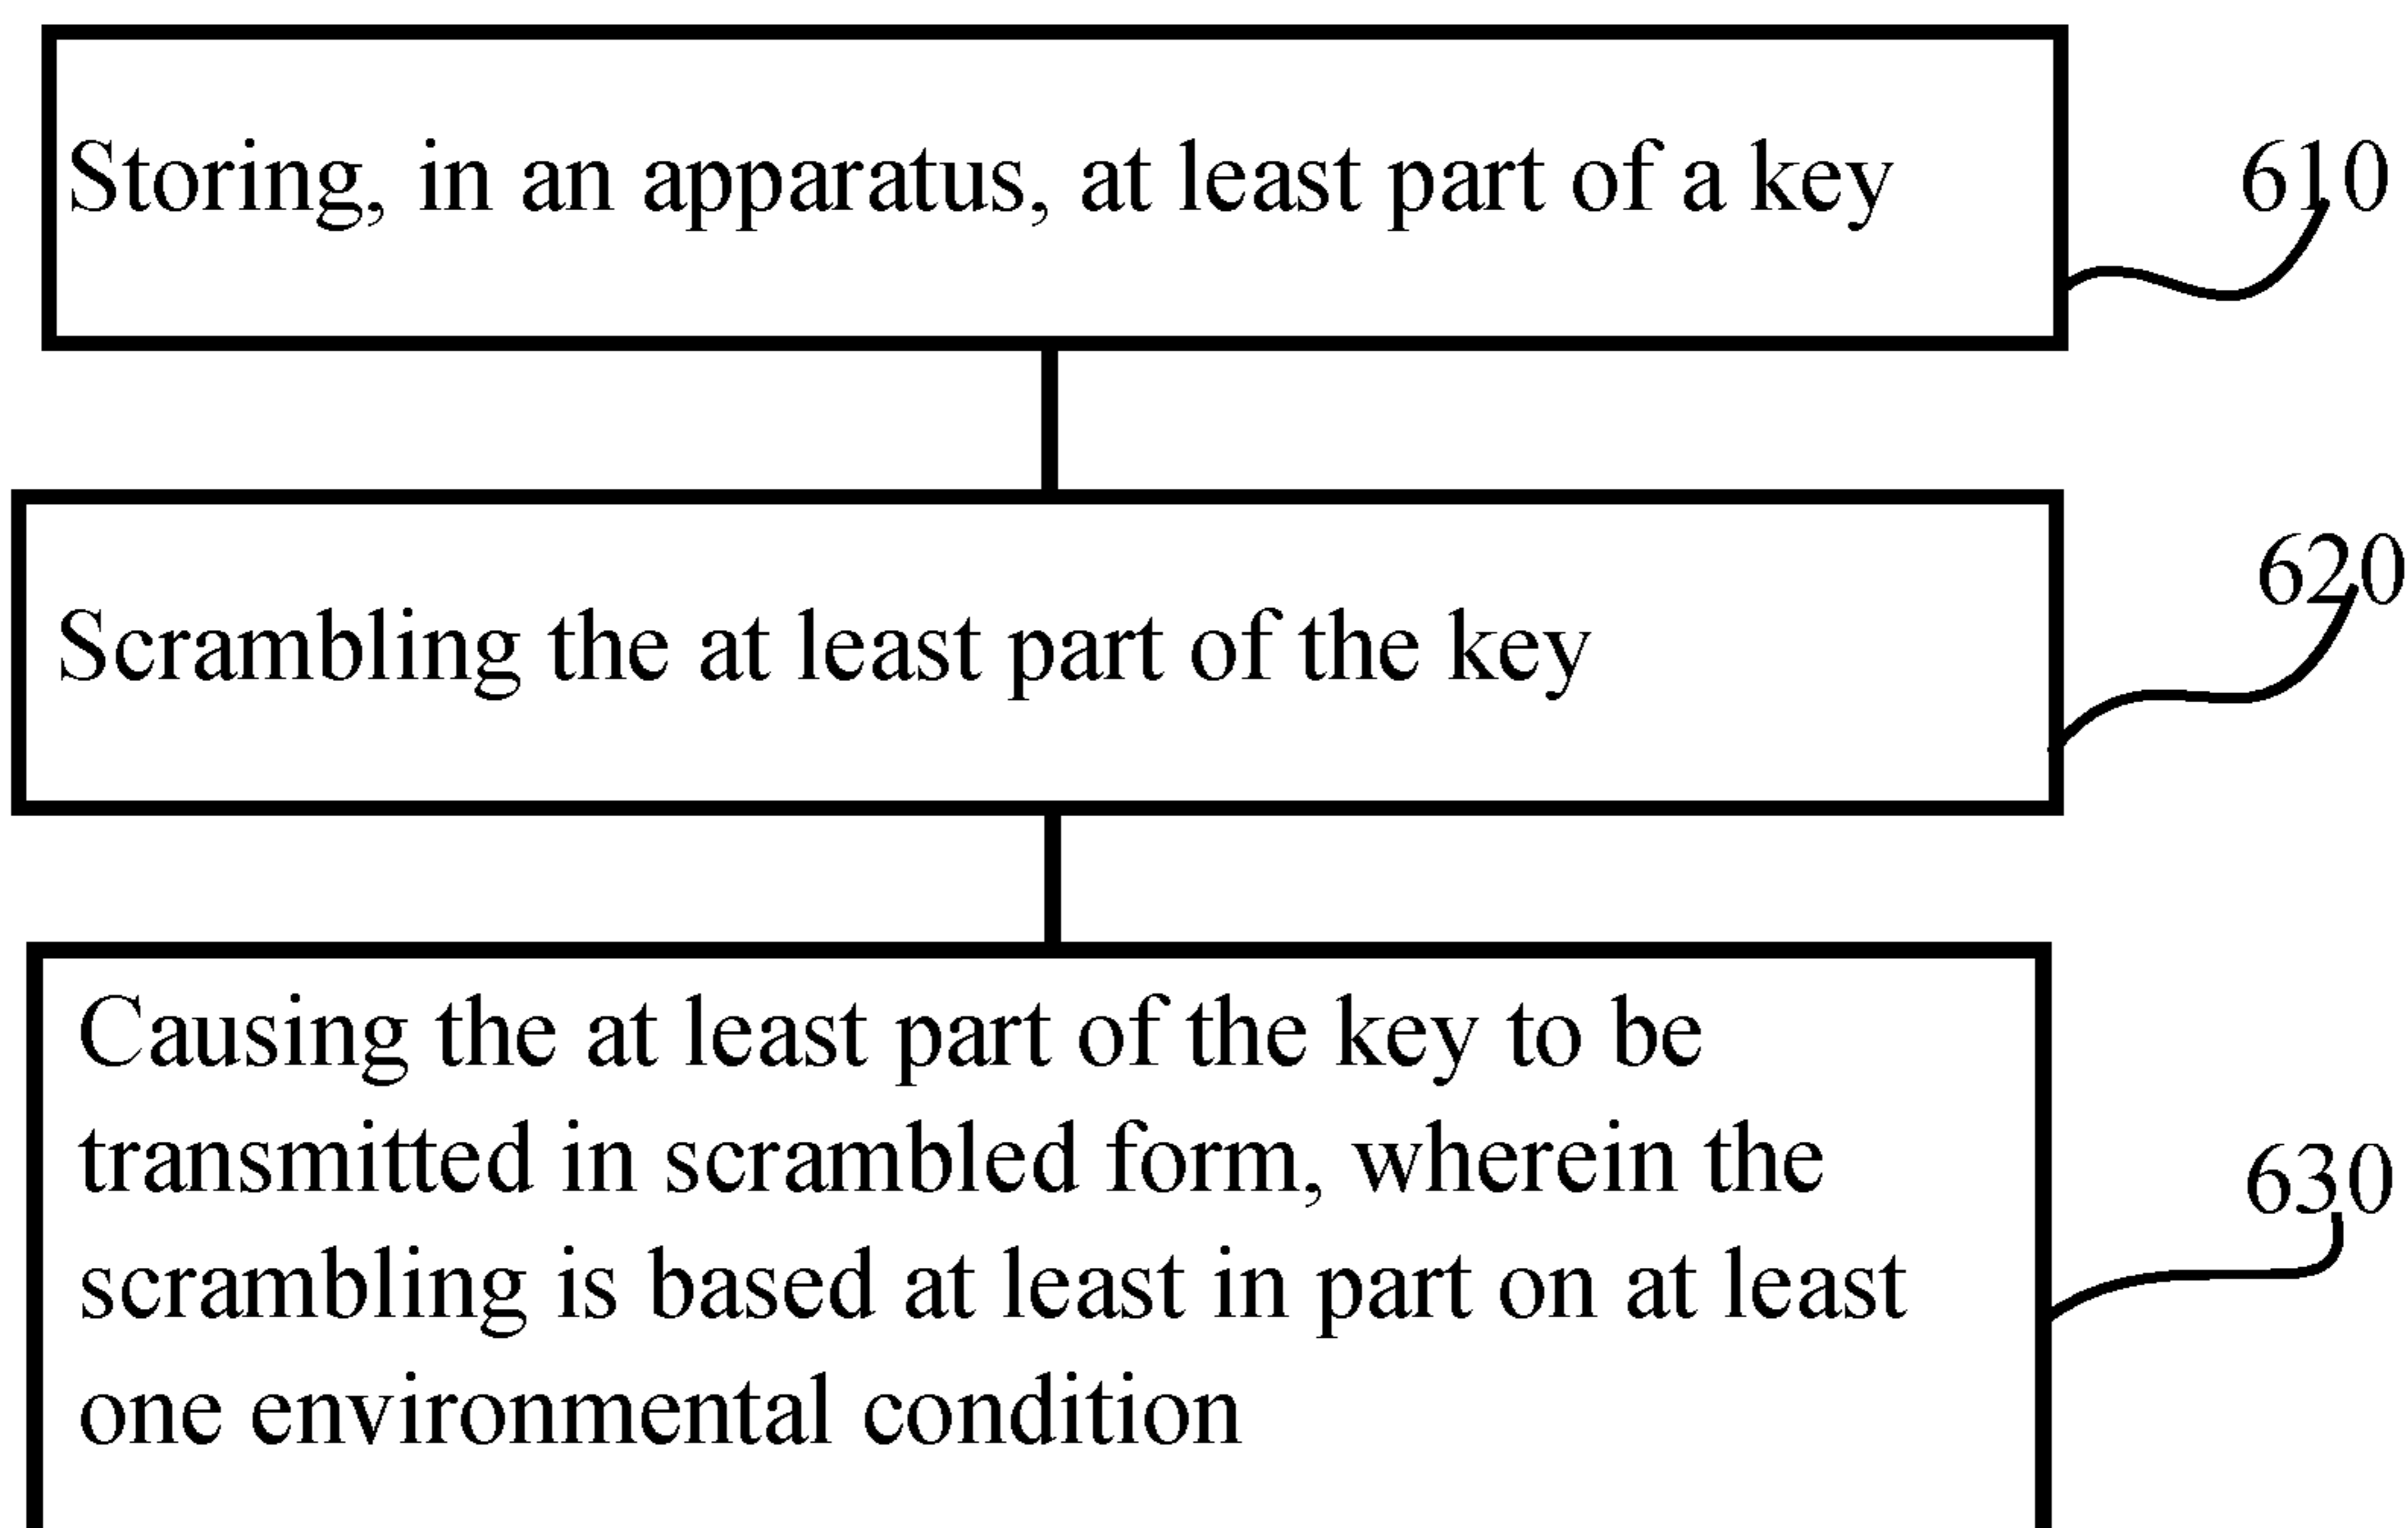 Storing, in an apparatus, at least part of a key
610
Scrambling the at least part of the key
620
Causing the at least part of the key to be
transmitted in scrambled form, wherein the
scrambling is based at least in part on at least
one environmental condition
630